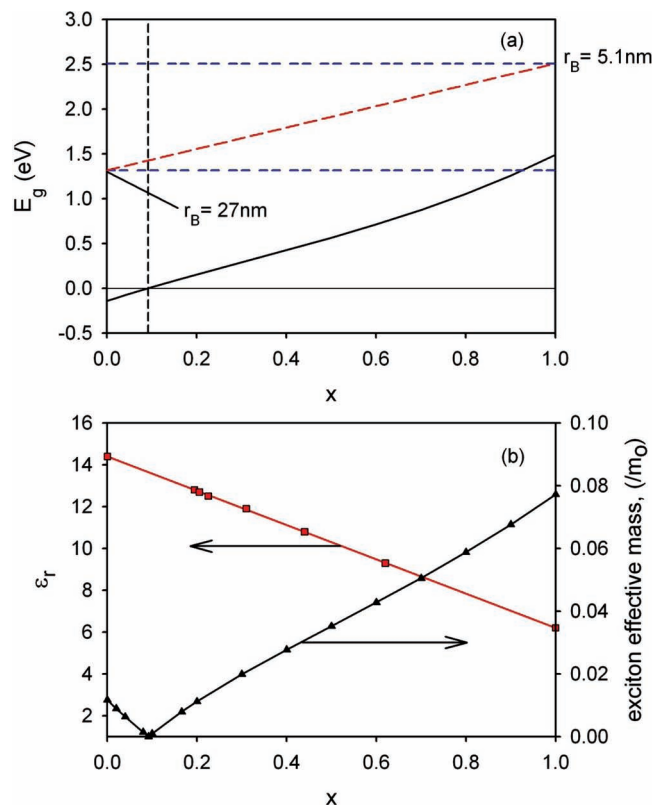 (a)
3.0
2.5
2.0
1.5
1.0
0.5
0.0
-0.5
E_g (eV)
r_B = 5.1nm
r_B = 27nm
0.0 0.2 0.4 0.6 0.8 1.0
x
(b)
16
14
12
10
8
6
4
2
ε_r
0.10
0.08
0.06
0.04
0.02
0.00
exciton effective mass, (/m_o)
0.0 0.2 0.4 0.6 0.8 1.0
x